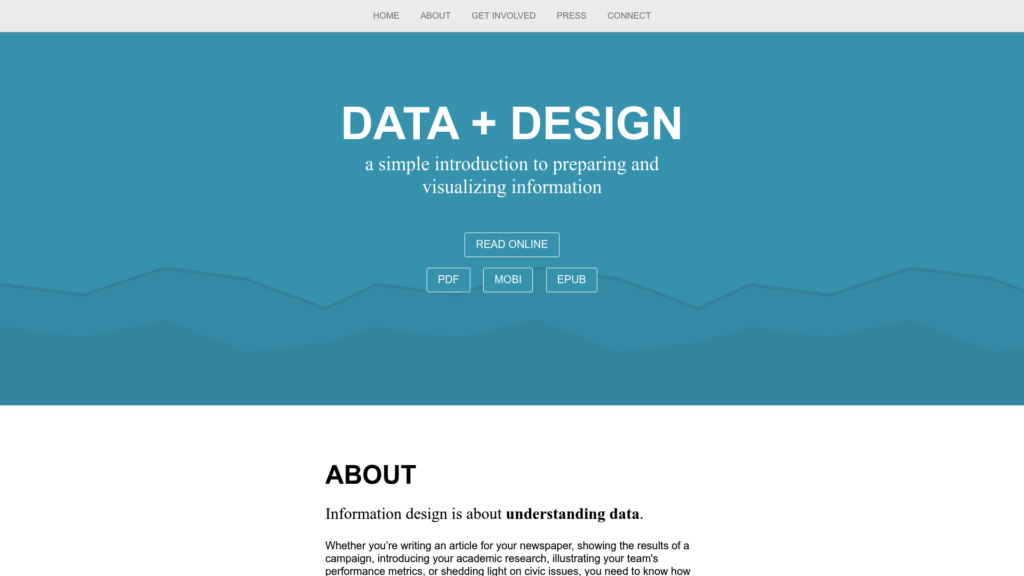 HOME ABOUT GET INVOLVED PRESS CONNECT
DATA + DESIGN
a simple introduction to preparing and
visualizing information
READ ONLINE
PDF MOBI EPUB
ABOUT
Information design is about understanding data.
Whether you’re writing an article for your newspaper, showing the results of a
campaign, introducing your academic research, illustrating your team's
performance metrics, or shedding light on civic issues, you need to know how